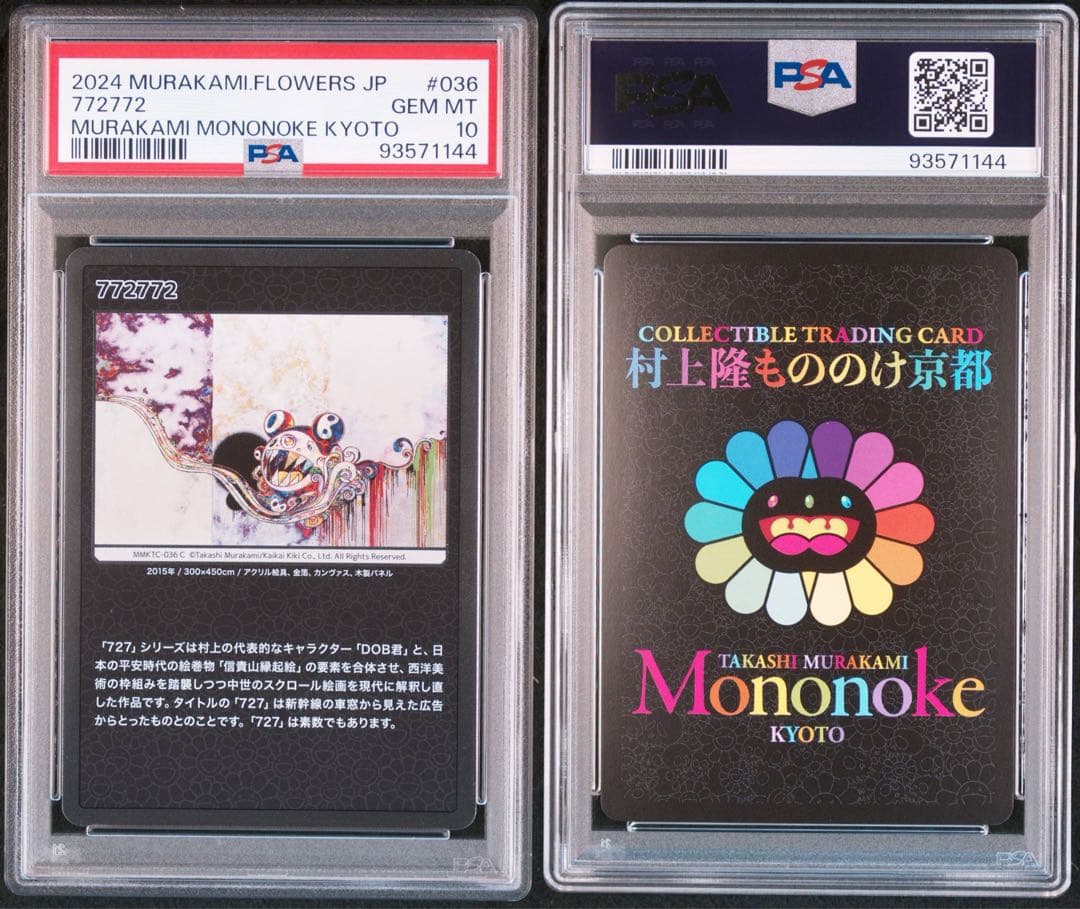 2024 MURAKAMI.FLOWERS JP #036
772772 GEM MT
MURAKAMI MONONOKE KYOTO 10
PSA 93571144
772772
MMKTC-036 C ©Takashi Murakami/Kaikai Kiki Co., Ltd. All Rights Reserved.
2015年 / 300×450cm / アクリル絵具、金箔、カンヴァス、木製パネル
「727」シリーズは村上の代表的なキャラクター「DOB君」と、日
本の平安時代の絵巻物「信貴山縁起絵」の要素を合体させ、西洋美
術の枠組みを踏襲しつつ中世のスクロール絵画を現代に解釈し直
した作品です。タイトルの「727」は新幹線の車窓から見えた広告
からとったものとのことです。「727」は素数でもあります。
PSA
PSA
PSA
93571144
COLLECTIBLE TRADING CARD
村上隆もののけ京都
TAKASHI MURAKAMI
Mononoke
KYOTO
PSA